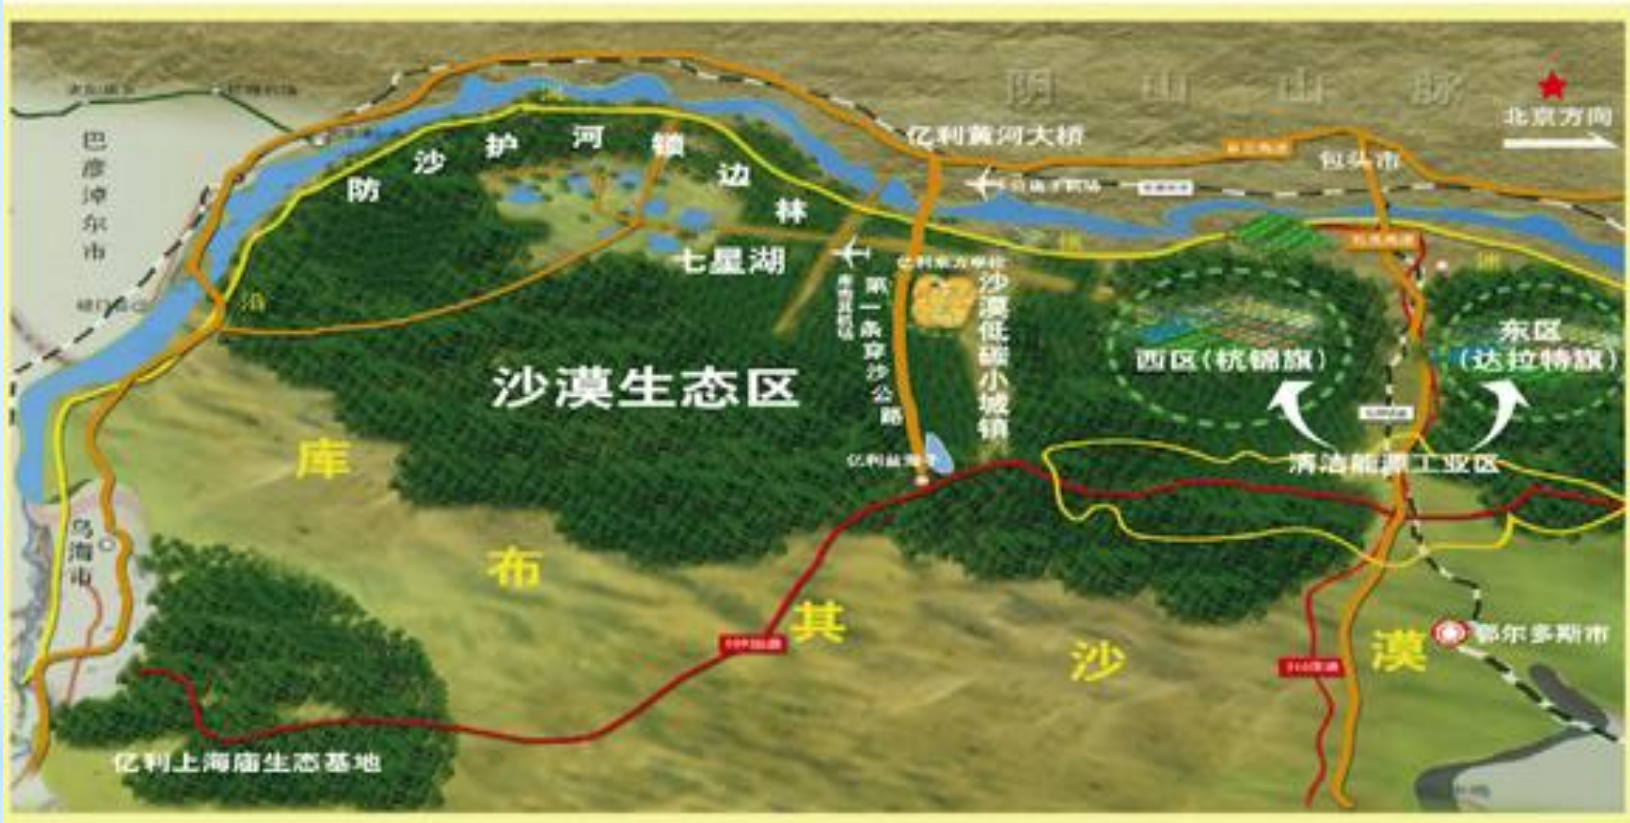 阴山山脉
北京方向
亿利黄河大桥
包头市
巴彦淖尔市
防沙护河锁边林
七星湖
第一条穿沙公路
沙漠低碳小城镇
西区(杭锦旗)
东区
(达拉特旗)
沙漠生态区
清洁能源工业区
库布其沙漠
乌海市
鄂尔多斯市
亿利上海庙生态基地
沿